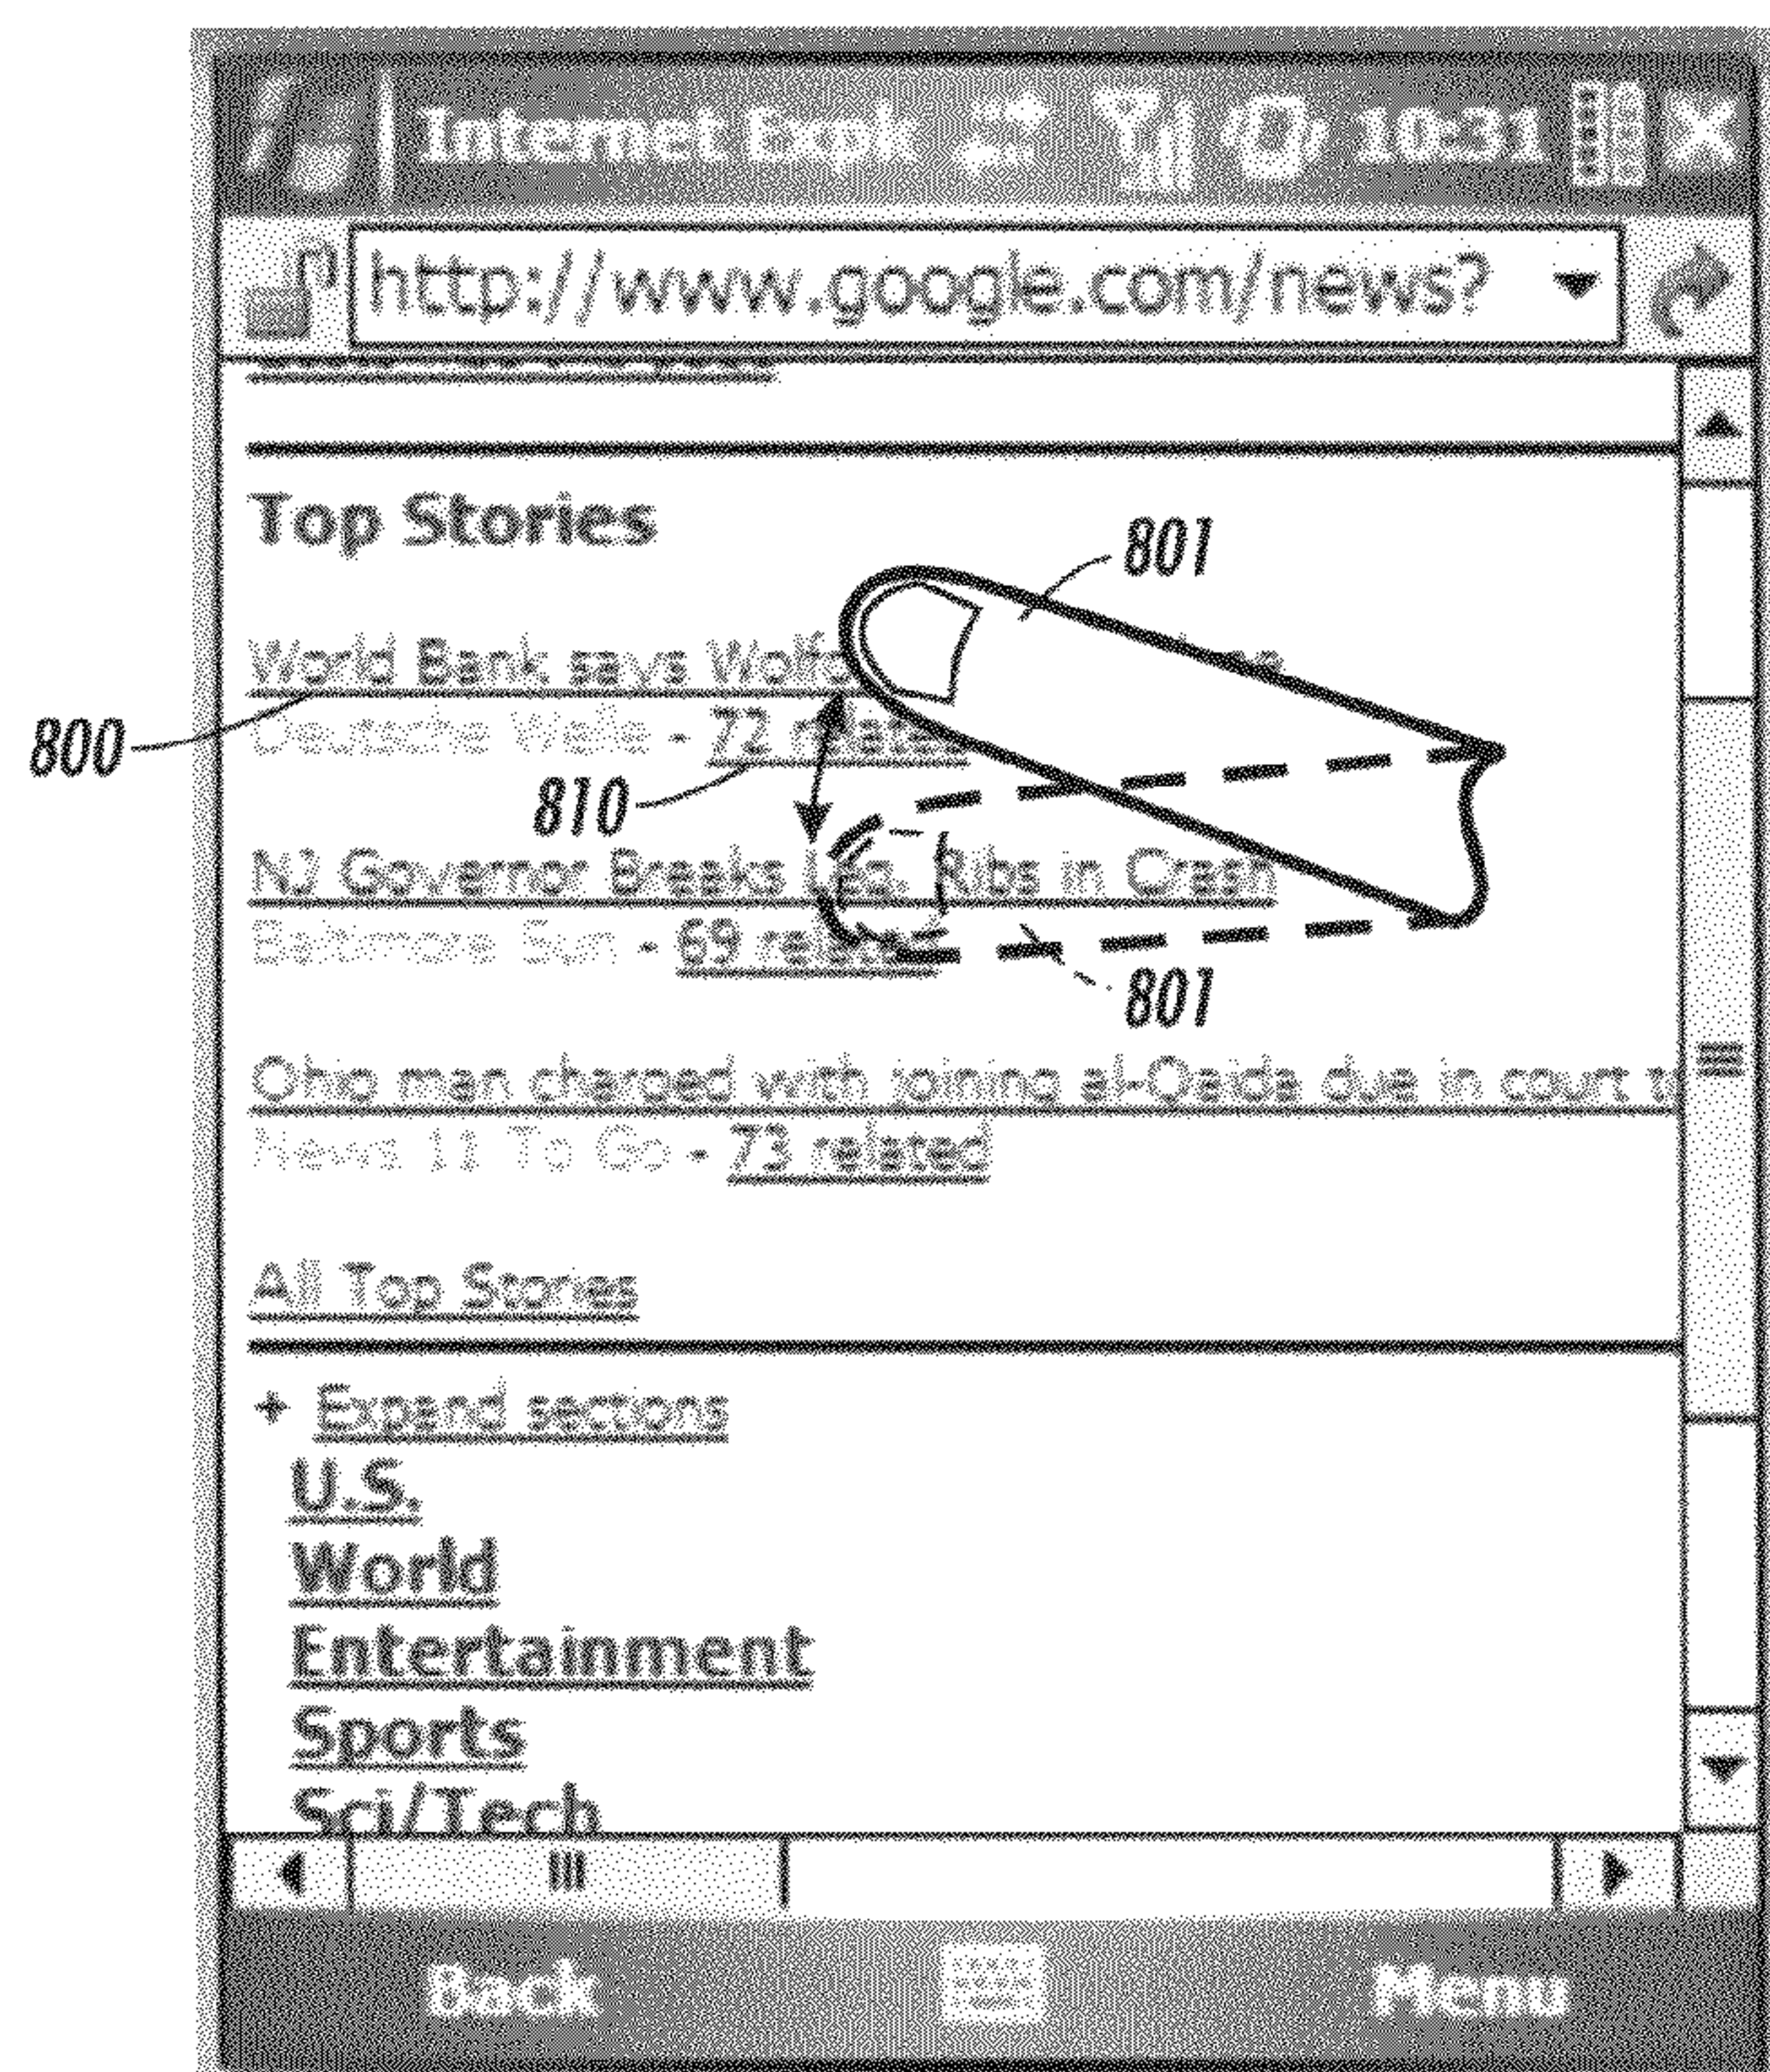 Internet Expk 10:31
http://www.google.com/news?
Top Stories
801
World Bank says Wolfo
800
Deutsche Welle - 72 related
810
NJ Governor Breaks Leg, Ribs in Crash
Baltimore Sun - 69 related
801
Ohio man charged with joining al-Qaida due in court t
News 11 To Go - 73 related
All Top Stories
+ Expand sections
U.S.
World
Entertainment
Sports
Sci/Tech
Back Menu